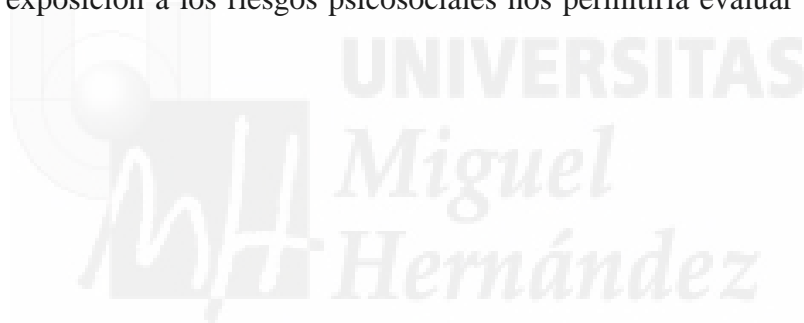 exposición a los riesgos psicosociales nos permitiría evaluar
UNIVERSITAS
Miguel
Hernández